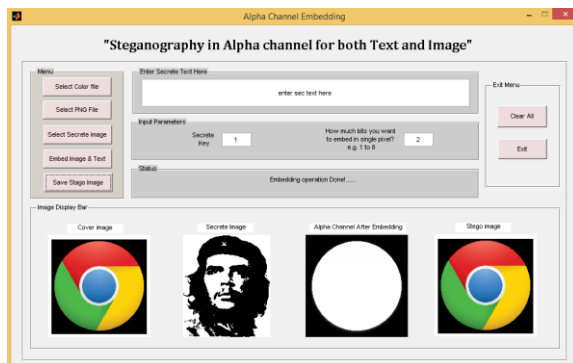 Alpha Channel Embedding
"Steganography in Alpha channel for both Text and Image"
Menu
Select Color file
Select PNG File
Select Secrete image
Embed Image & Text
Save Stago Image
Enter Secrete Text Here
enter sec text here
Input Parameters
Secrete
Key
1
How much bits you want
to embed in single pixel?
e.g. 1 to 8
2
Status
Embedding operation Done!......
Exit Menu
Clear All
Exit
Image Display Bar
Cover image
Secrete Image
Alpha Channel After Embedding
Stego image